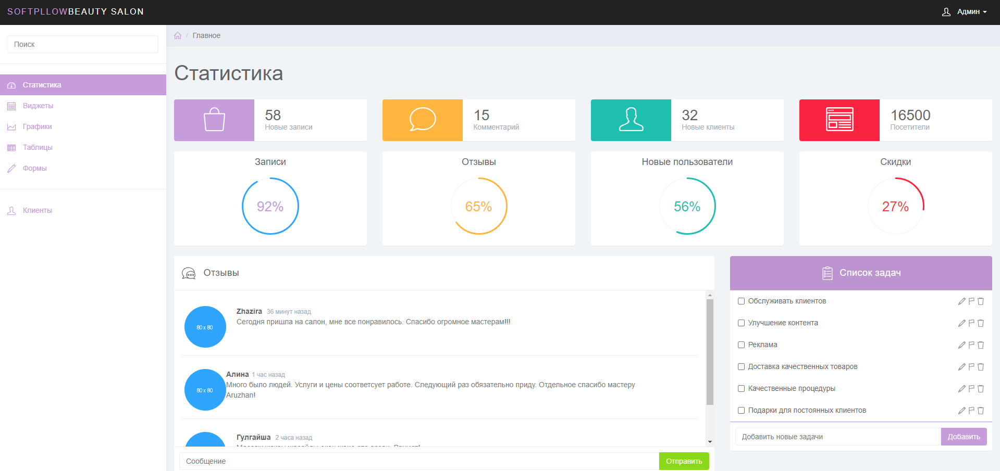 SOFTPLLOWBEAUTY SALON
Админ
Поиск
/ Главное
Статистика
Виджеты
Графики
Таблицы
Формы
Клиенты
Статистика
58
Новые записи
15
Комментарий
32
Новые клиенты
16500
Посетители
Записи
92%
Отзывы
65%
Новые пользователи
56%
Скидки
27%
Отзывы
80 x 80
Zhazira 36 минут назад
Сегодня пришла на салон, мне все понравилось. Спасибо огромное мастерам!!!
80 x 80
Алина 1 час назад
Много было людей. Услуги и цены соответсует работе. Следующий раз обязательно приду. Отдельное спасибо мастеру
Aruzhan!
Гулгайша 2 часа назад
Сообщение
Отправить
Список задач
Обслуживать клиентов
Улучшение контента
Реклама
Доставка качественных товаров
Качественные процедуры
Подарки для постоянных клиентов
Добавить новые задачи
Добавить